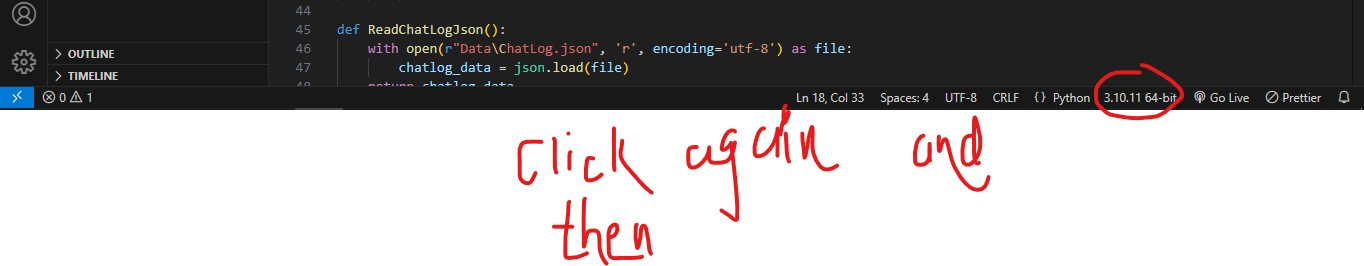 44
45 def ReadChatLogJson():
46 with open(r"Data\ChatLog.json", 'r', encoding='utf-8') as file:
47 chatlog_data = json.load(file)
48 return chatlog_data
OUTLINE
TIMELINE
0 1 Ln 18, Col 33 Spaces: 4 UTF-8 CRLF {} Python 3.10.11 64-bit Go Live Prettier
click again and
then